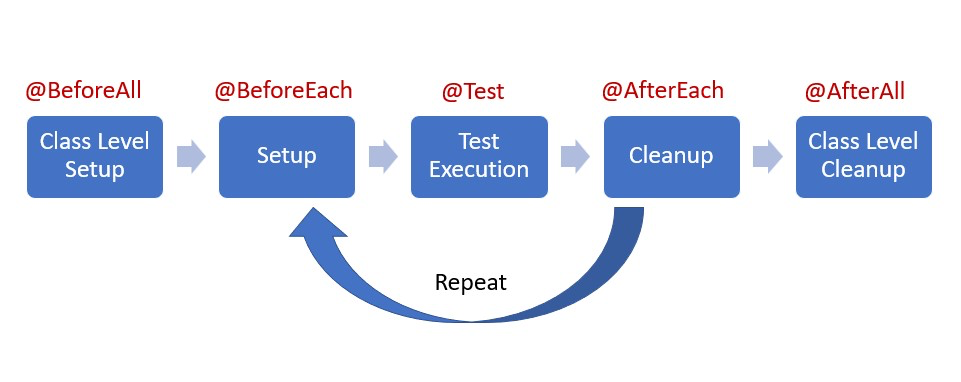 @BeforeAll
@BeforeEach
@Test
@AfterEach
@AfterAll
Class Level
Setup
Setup
Test
Execution
Cleanup
Class Level
Cleanup
Repeat